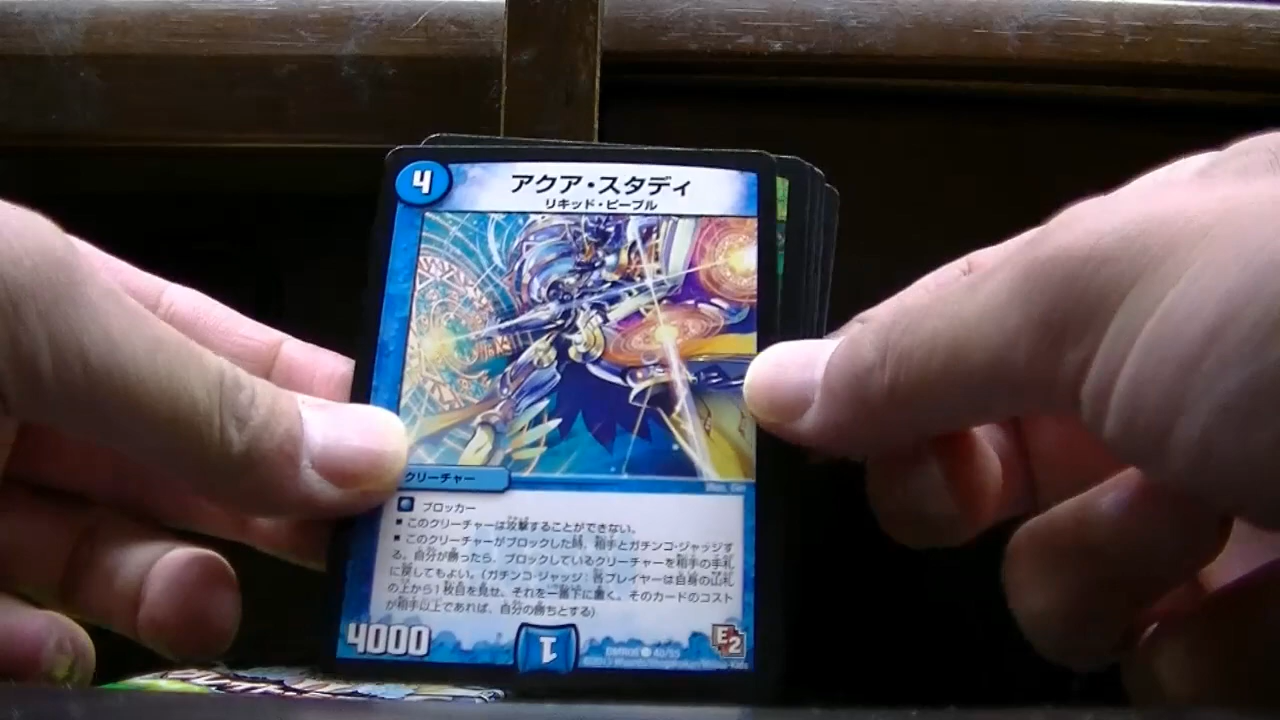 4
アクア・スタディ
リキッド・ピープル
クリーチャー
ブロッカー
■このクリーチャーは攻撃することができない。
■このクリーチャーがブロックした時、相手とガチンコ・ジャッジす
る。自分が勝ったら、ブロックしているクリーチャーを相手の手札
に戻してもよい。(ガチンコ・ジャッジ:各プレイヤーは自身の山札
の上から1枚目を見せ、それを一番下に置く。そのカードのコスト
が相手以上であれば、自分の勝ちとする)
4000
1
E2